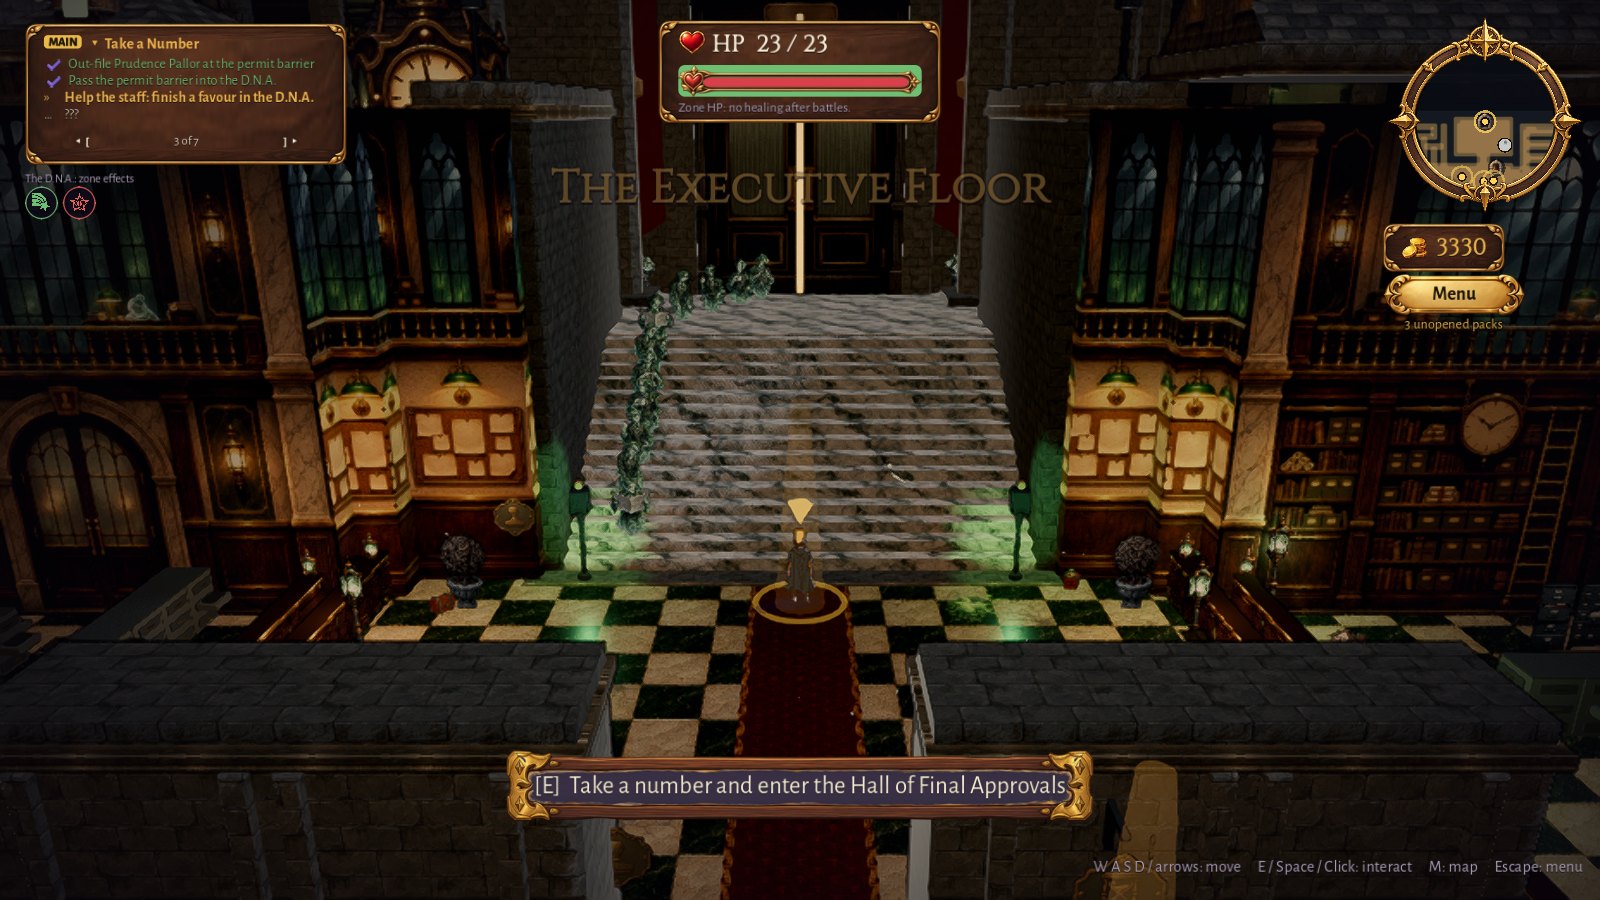 MAIN ▾ Take a Number
Out-file Prudence Pallor at the permit barrier
Pass the permit barrier into the D.N.A.
» Help the staff: finish a favour in the D.N.A.
... ???
◂ [ 3 of 7 ] ▸
The D.N.A.: zone effects
HP 23 / 23
Zone HP: no healing after battles.
THE EXECUTIVE FLOOR
3330
Menu
3 unopened packs
[E] Take a number and enter the Hall of Final Approvals
W A S D / arrows: move E / Space / Click: interact M: map Escape: menu